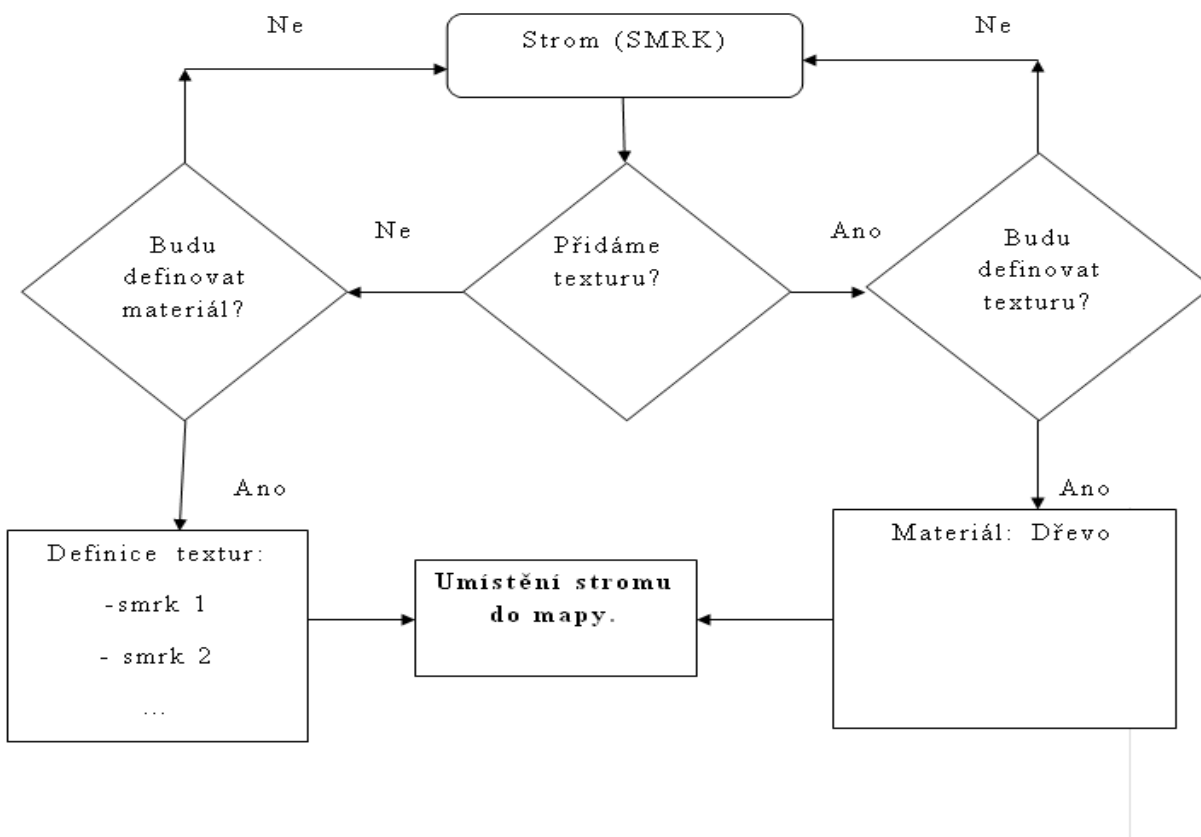 Ne
Strom (SMRK)
Ne
Budu
definovat
materiál?
Ne
Přidáme
texturu?
Ano
Budu
definovat
texturu?
Ano
Ano
Definice textur:
-smrk 1
- smrk 2
...
Umístění stromu
do mapy.
Materiál: Dřevo